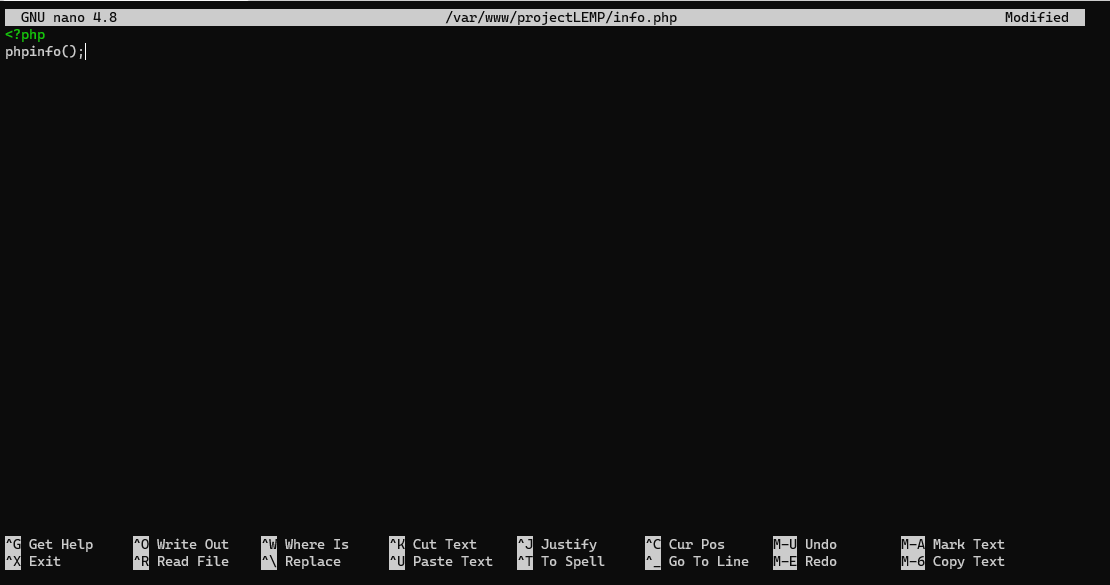 GNU nano 4.8 /var/www/projectLEMP/info.php Modified
<?php
phpinfo();
^G Get Help ^O Write Out ^W Where Is ^K Cut Text ^J Justify ^C Cur Pos M-U Undo M-A Mark Text
^X Exit ^R Read File ^\ Replace ^U Paste Text ^T To Spell ^_ Go To Line M-E Redo M-6 Copy Text